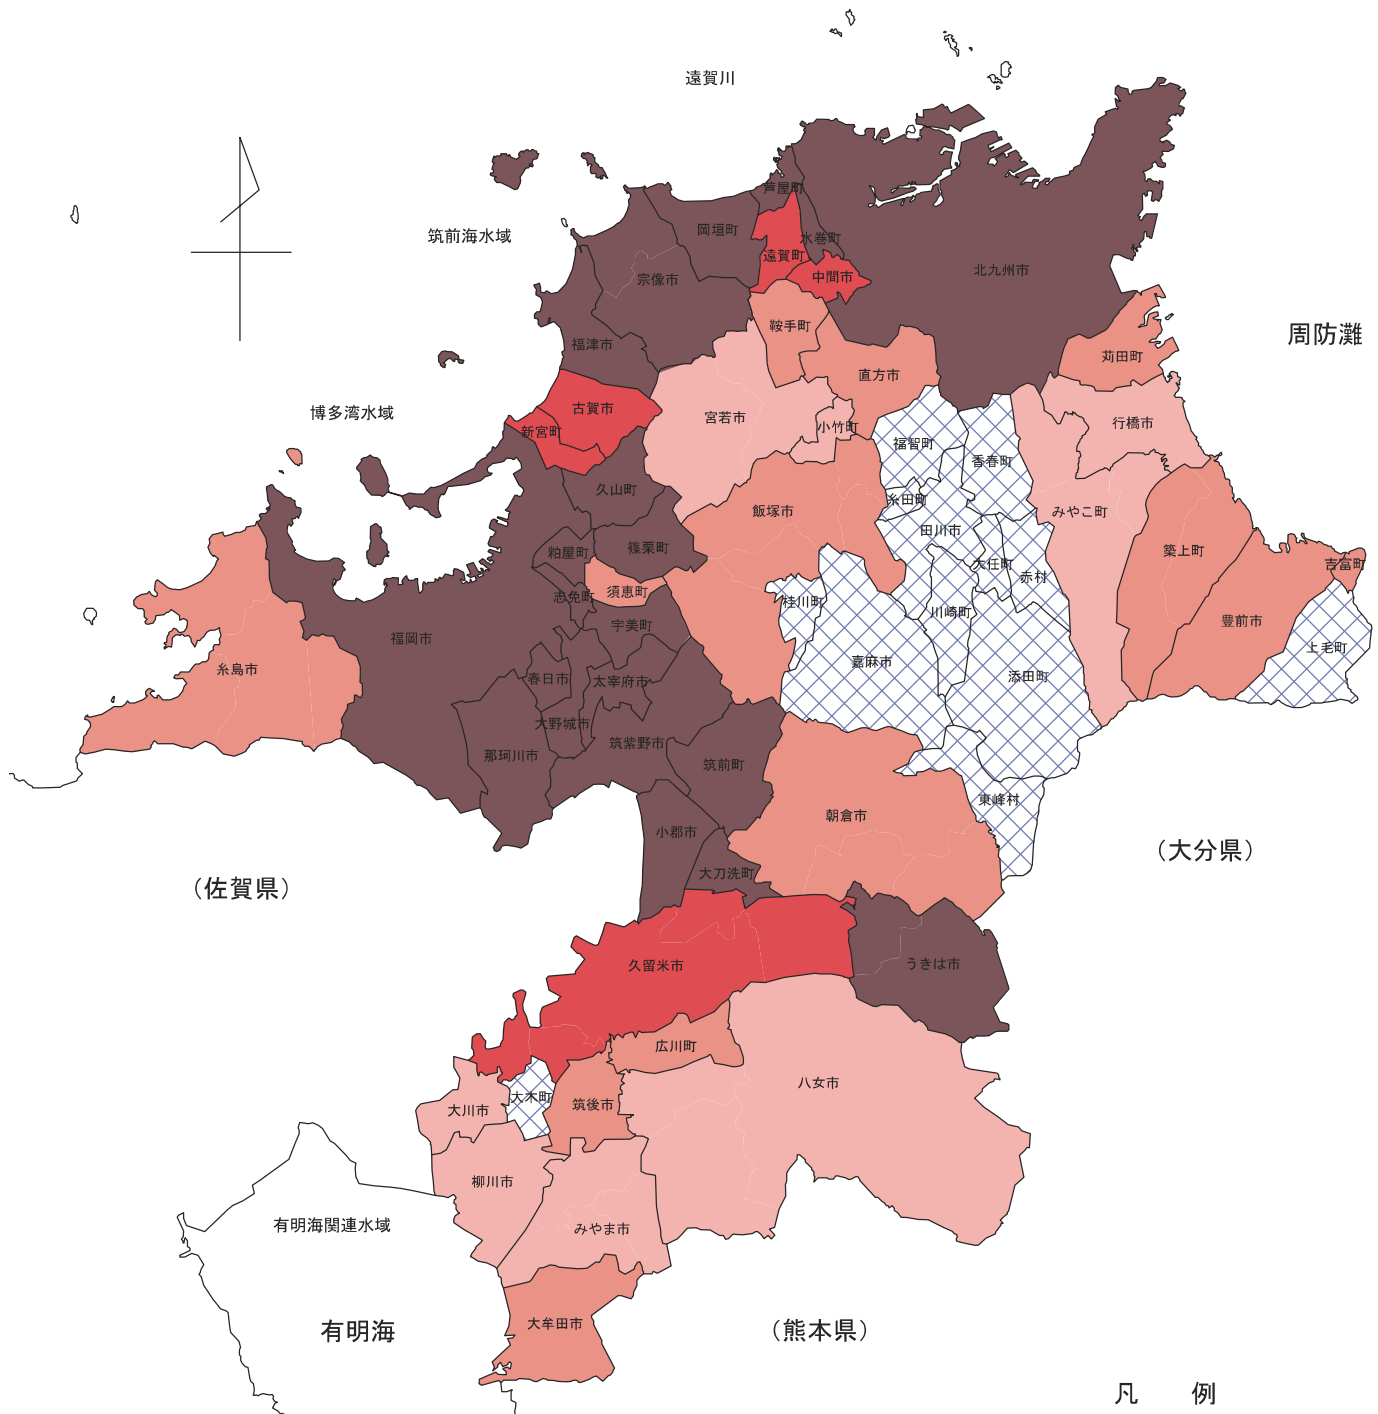 遠賀川
芦屋町
岡垣町
筑前海水域
水巻町
遠賀町
北九州市
中間市
宗像市
鞍手町
周防灘
福津市
苅田町
直方市
古賀市
博多湾水域
宮若市
行橋市
小竹町
新宮町
福智町
香春町
久山町
糸田町
飯塚市
みやこ町
田川市
篠栗町
粕屋町
築上町
大任町
吉富町
赤村
須恵町
志免町
桂川町
川崎町
豊前市
宇美町
福岡市
上毛町
嘉麻市
糸島市
添田町
春日市
太宰府市
大野城市
筑紫野市
那珂川市
筑前町
東峰村
朝倉市
小郡市
(大分県)
大刀洗町
(佐賀県)
うきは市
久留米市
広川町
八女市
大木町
筑後市
大川市
柳川市
有明海関連水域
みやま市
大牟田市
有明海
(熊本県)
凡 例